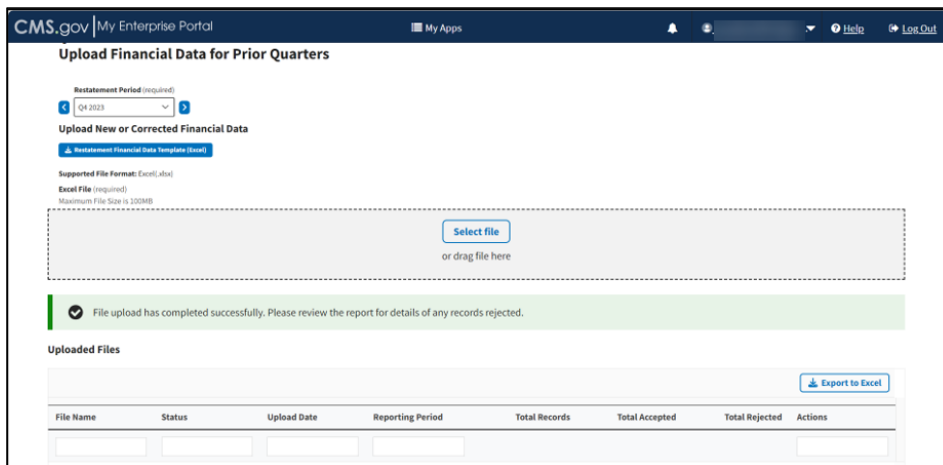 CMS.gov My Enterprise Portal My Apps Help Log Out
Upload Financial Data for Prior Quarters
Restatement Period (required)
Q4 2023
Upload New or Corrected Financial Data
Restatement Financial Data Template (Excel)
Supported File Format: Excel(.xlsx)
Excel File (required)
Maximum File Size is 100MB
Select file
or drag file here
File upload has completed successfully. Please review the report for details of any records rejected.
Uploaded Files
Export to Excel
File Name Status Upload Date Reporting Period Total Records Total Accepted Total Rejected Actions